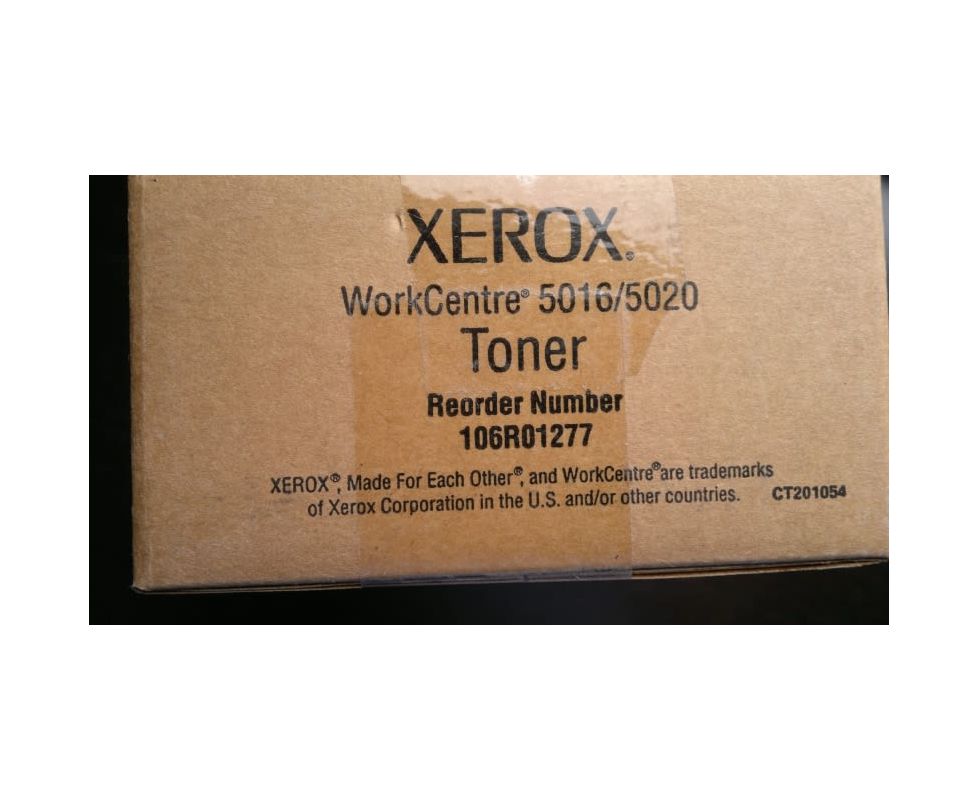 XEROX.
WorkCentre® 5016/5020
Toner
Reorder Number
106R01277
XEROX®, Made For Each Other®, and WorkCentre® are trademarks
of Xerox Corporation in the U.S. and/or other countries. CT201054